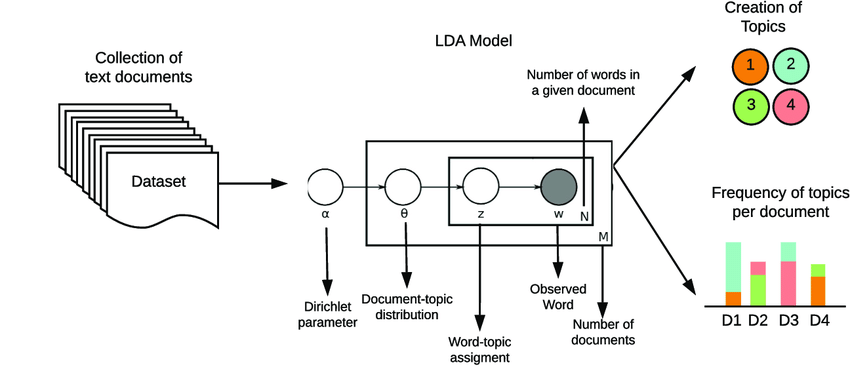 Collection of
text documents
Dataset
LDA Model
Number of words in
a given document
α
θ
z
w
N
M
Dirichlet
parameter
Document-topic
distribution
Word-topic
assigment
Observed
Word
Number of
documents
Creation of
Topics
1
2
3
4
Frequency of topics
per document
D1 D2 D3 D4